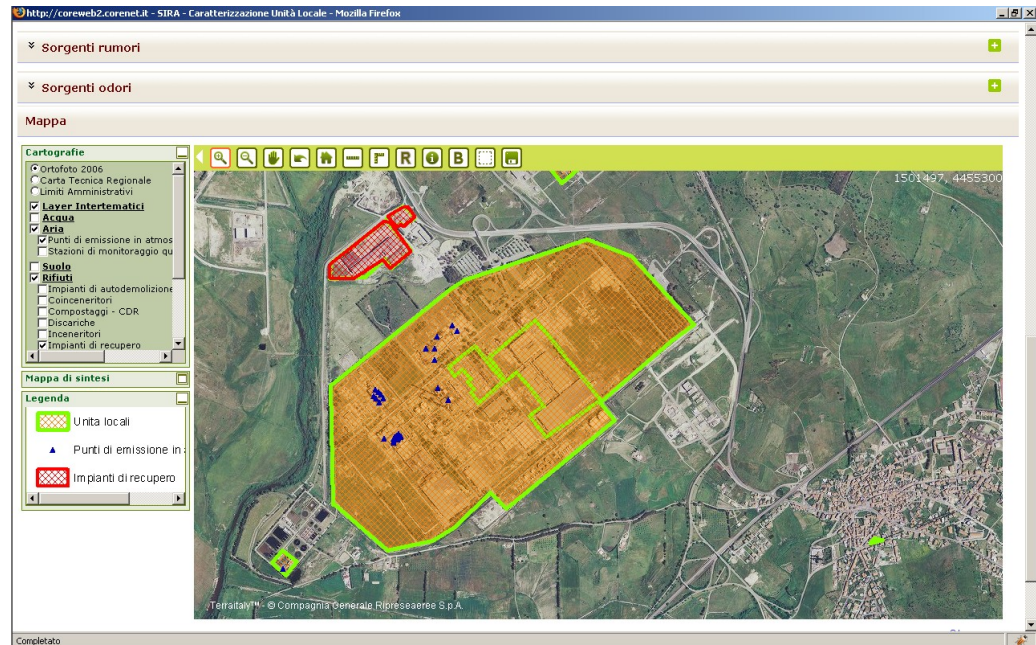 http://coreweb2.corenet.it - SIRA - Caratterizzazione Unità Locale - Mozilla Firefox
Sorgenti rumori
Sorgenti odori
Mappa
Cartografie
Ortofoto 2006
Carta Tecnica Regionale
Limiti Amministrativi
Layer Intertematici
Acqua
Aria
Punti di emissione in atmos
Stazioni di monitoraggio qu
Suolo
Rifiuti
Impianti di autodemolizione
Coinceneritori
Compostaggi - CDR
Discariche
Inceneritori
Impianti di recupero
Mappa di sintesi
Legenda
Unita locali
Punti di emissione in
Impianti di recupero
R
B
1501497, 4455300
Terraitaly™ - © Compagnia Generale Ripreseaeree S.p.A.
Completato